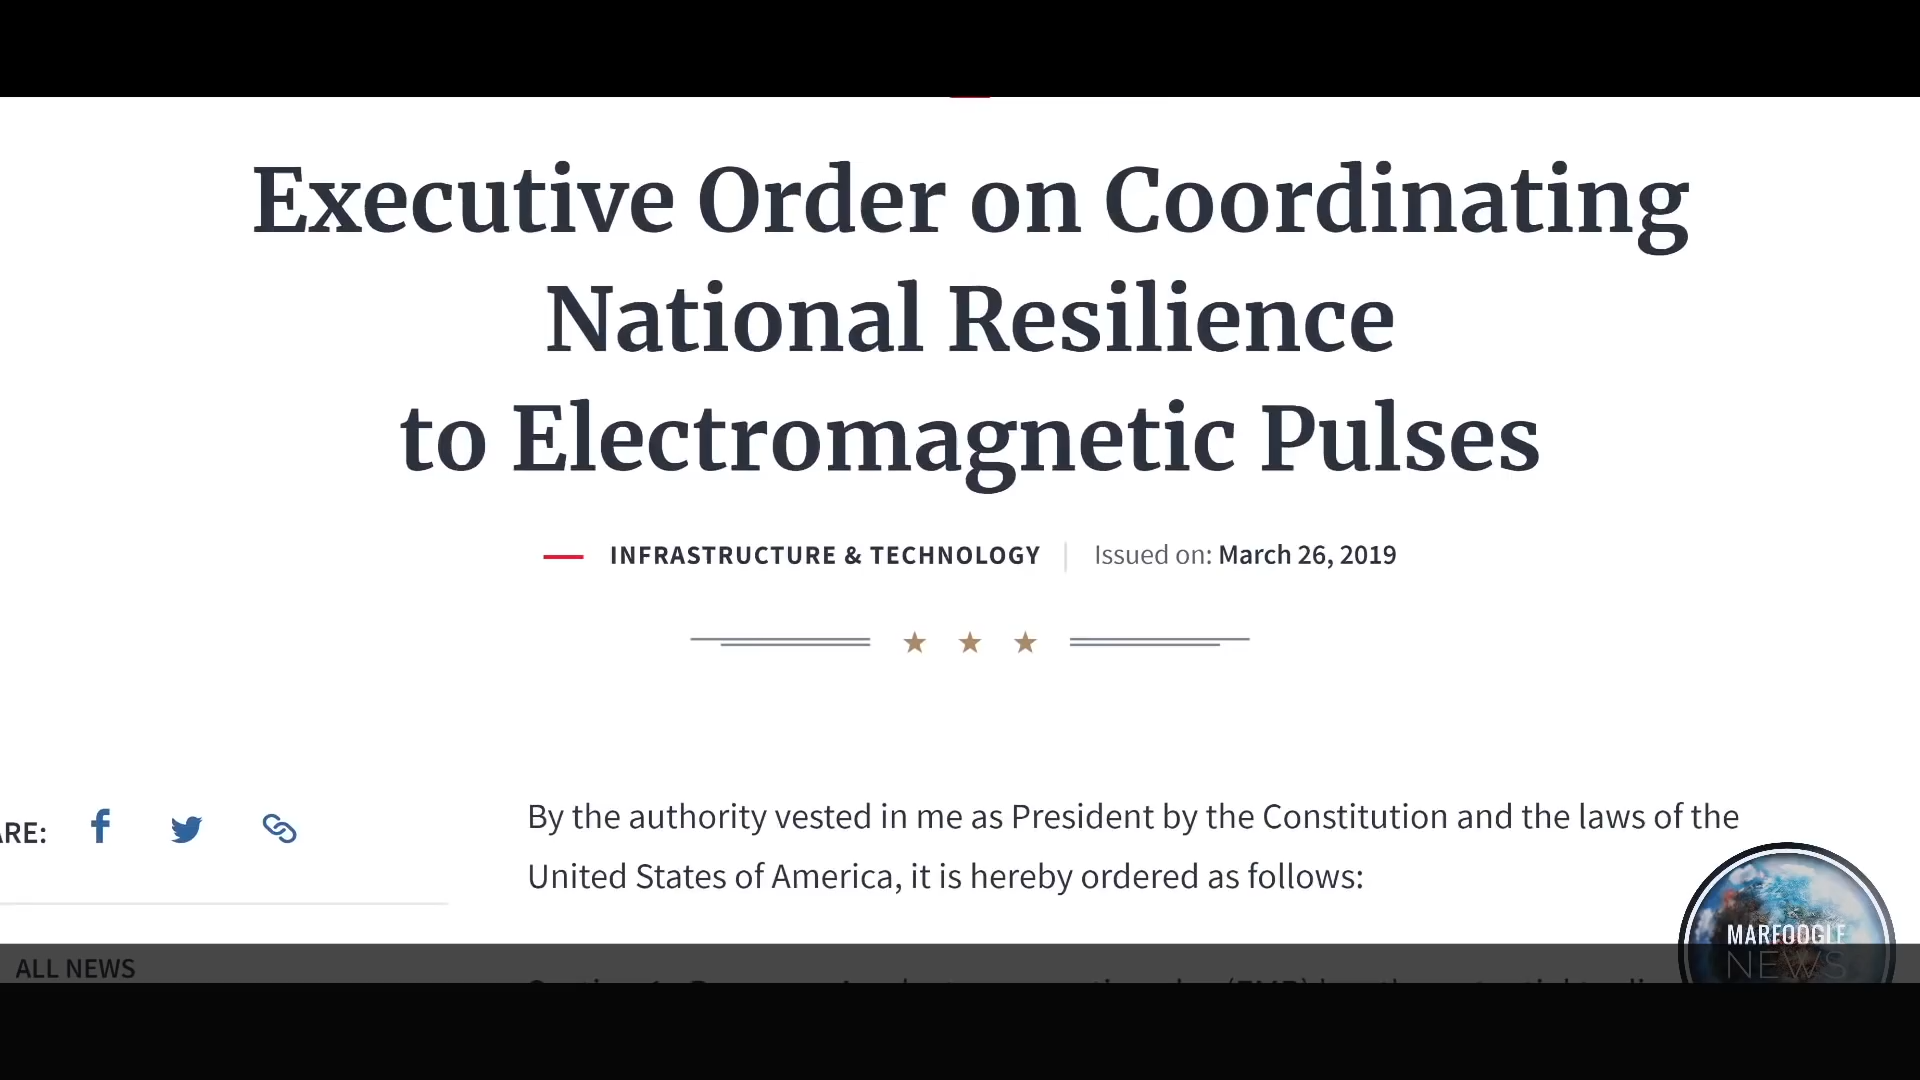 Executive Order on Coordinating
National Resilience
to Electromagnetic Pulses
INFRASTRUCTURE & TECHNOLOGY | Issued on: March 26, 2019
ARE:
By the authority vested in me as President by the Constitution and the laws of the
United States of America, it is hereby ordered as follows:
MARFOOGLE
NEWS
ALL NEWS